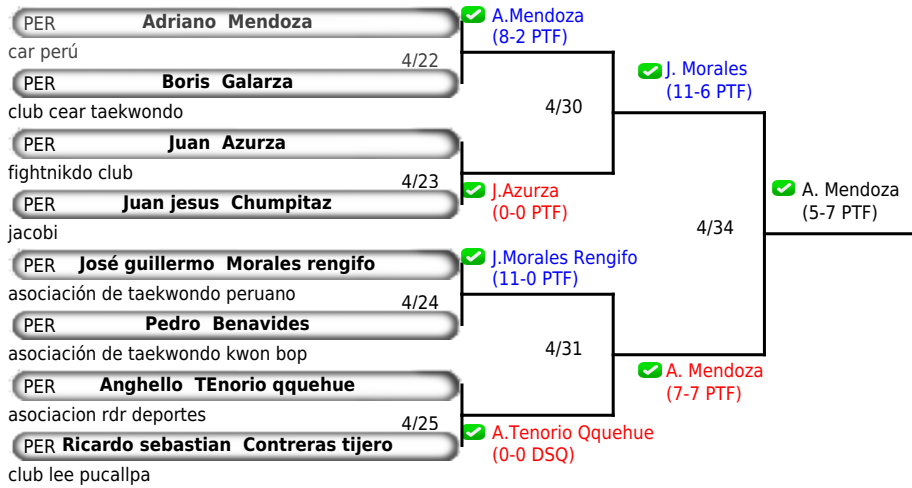 PER Adriano Mendoza
car perú
4/22
PER Boris Galarza
club cear taekwondo
PER Juan Azurza
fightnikdo club
4/23
PER Juan jesus Chumpitaz
jacobi
PER José guillermo Morales rengifo
asociación de taekwondo peruano
4/24
PER Pedro Benavides
asociación de taekwondo kwon bop
PER Anghello TEnorio qquehue
asociacion rdr deportes
4/25
PER Ricardo sebastian Contreras tijero
club lee pucallpa
A.Mendoza
(8-2 PTF)
4/30
J.Azurza
(0-0 PTF)
J.Morales Rengifo
(11-0 PTF)
4/31
A.Tenorio Qquehue
(0-0 DSQ)
J. Morales
(11-6 PTF)
4/34
A. Mendoza
(7-7 PTF)
A. Mendoza
(5-7 PTF)